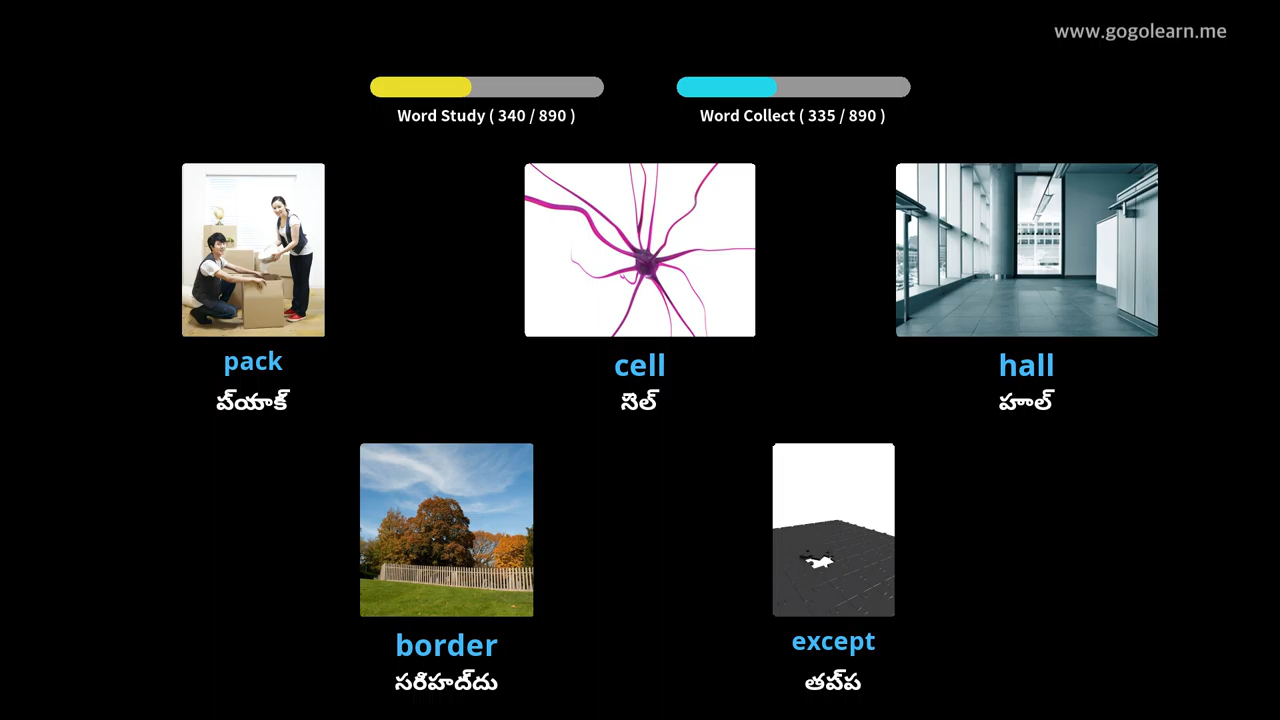 www.gogolearn.me
Word Study ( 340 / 890 )
Word Collect ( 335 / 890 )
pack
ప్యాక్
cell
సెల్
hall
హాల్
border
సరిహద్దు
except
తప్ప